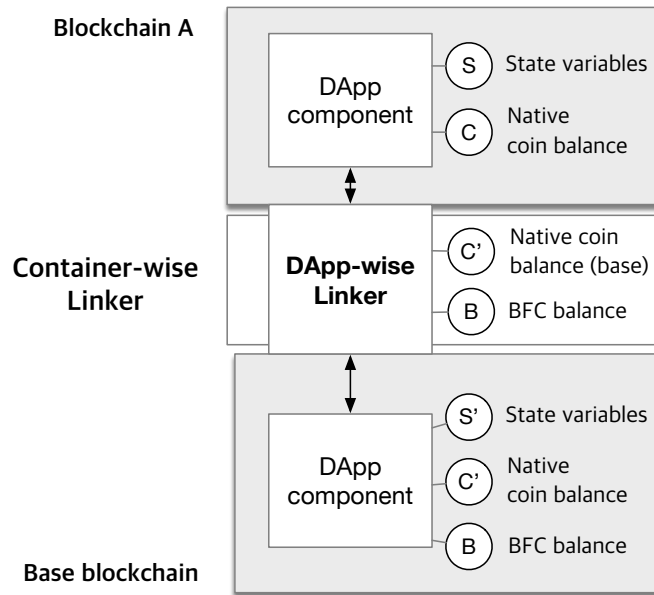 Blockchain A
DApp
component
S
State variables
C
Native
coin balance
Container-wise
Linker
DApp-wise
Linker
C’
Native coin
balance (base)
B
BFC balance
DApp
component
S’
State variables
C’
Native
coin balance
B
BFC balance
Base blockchain